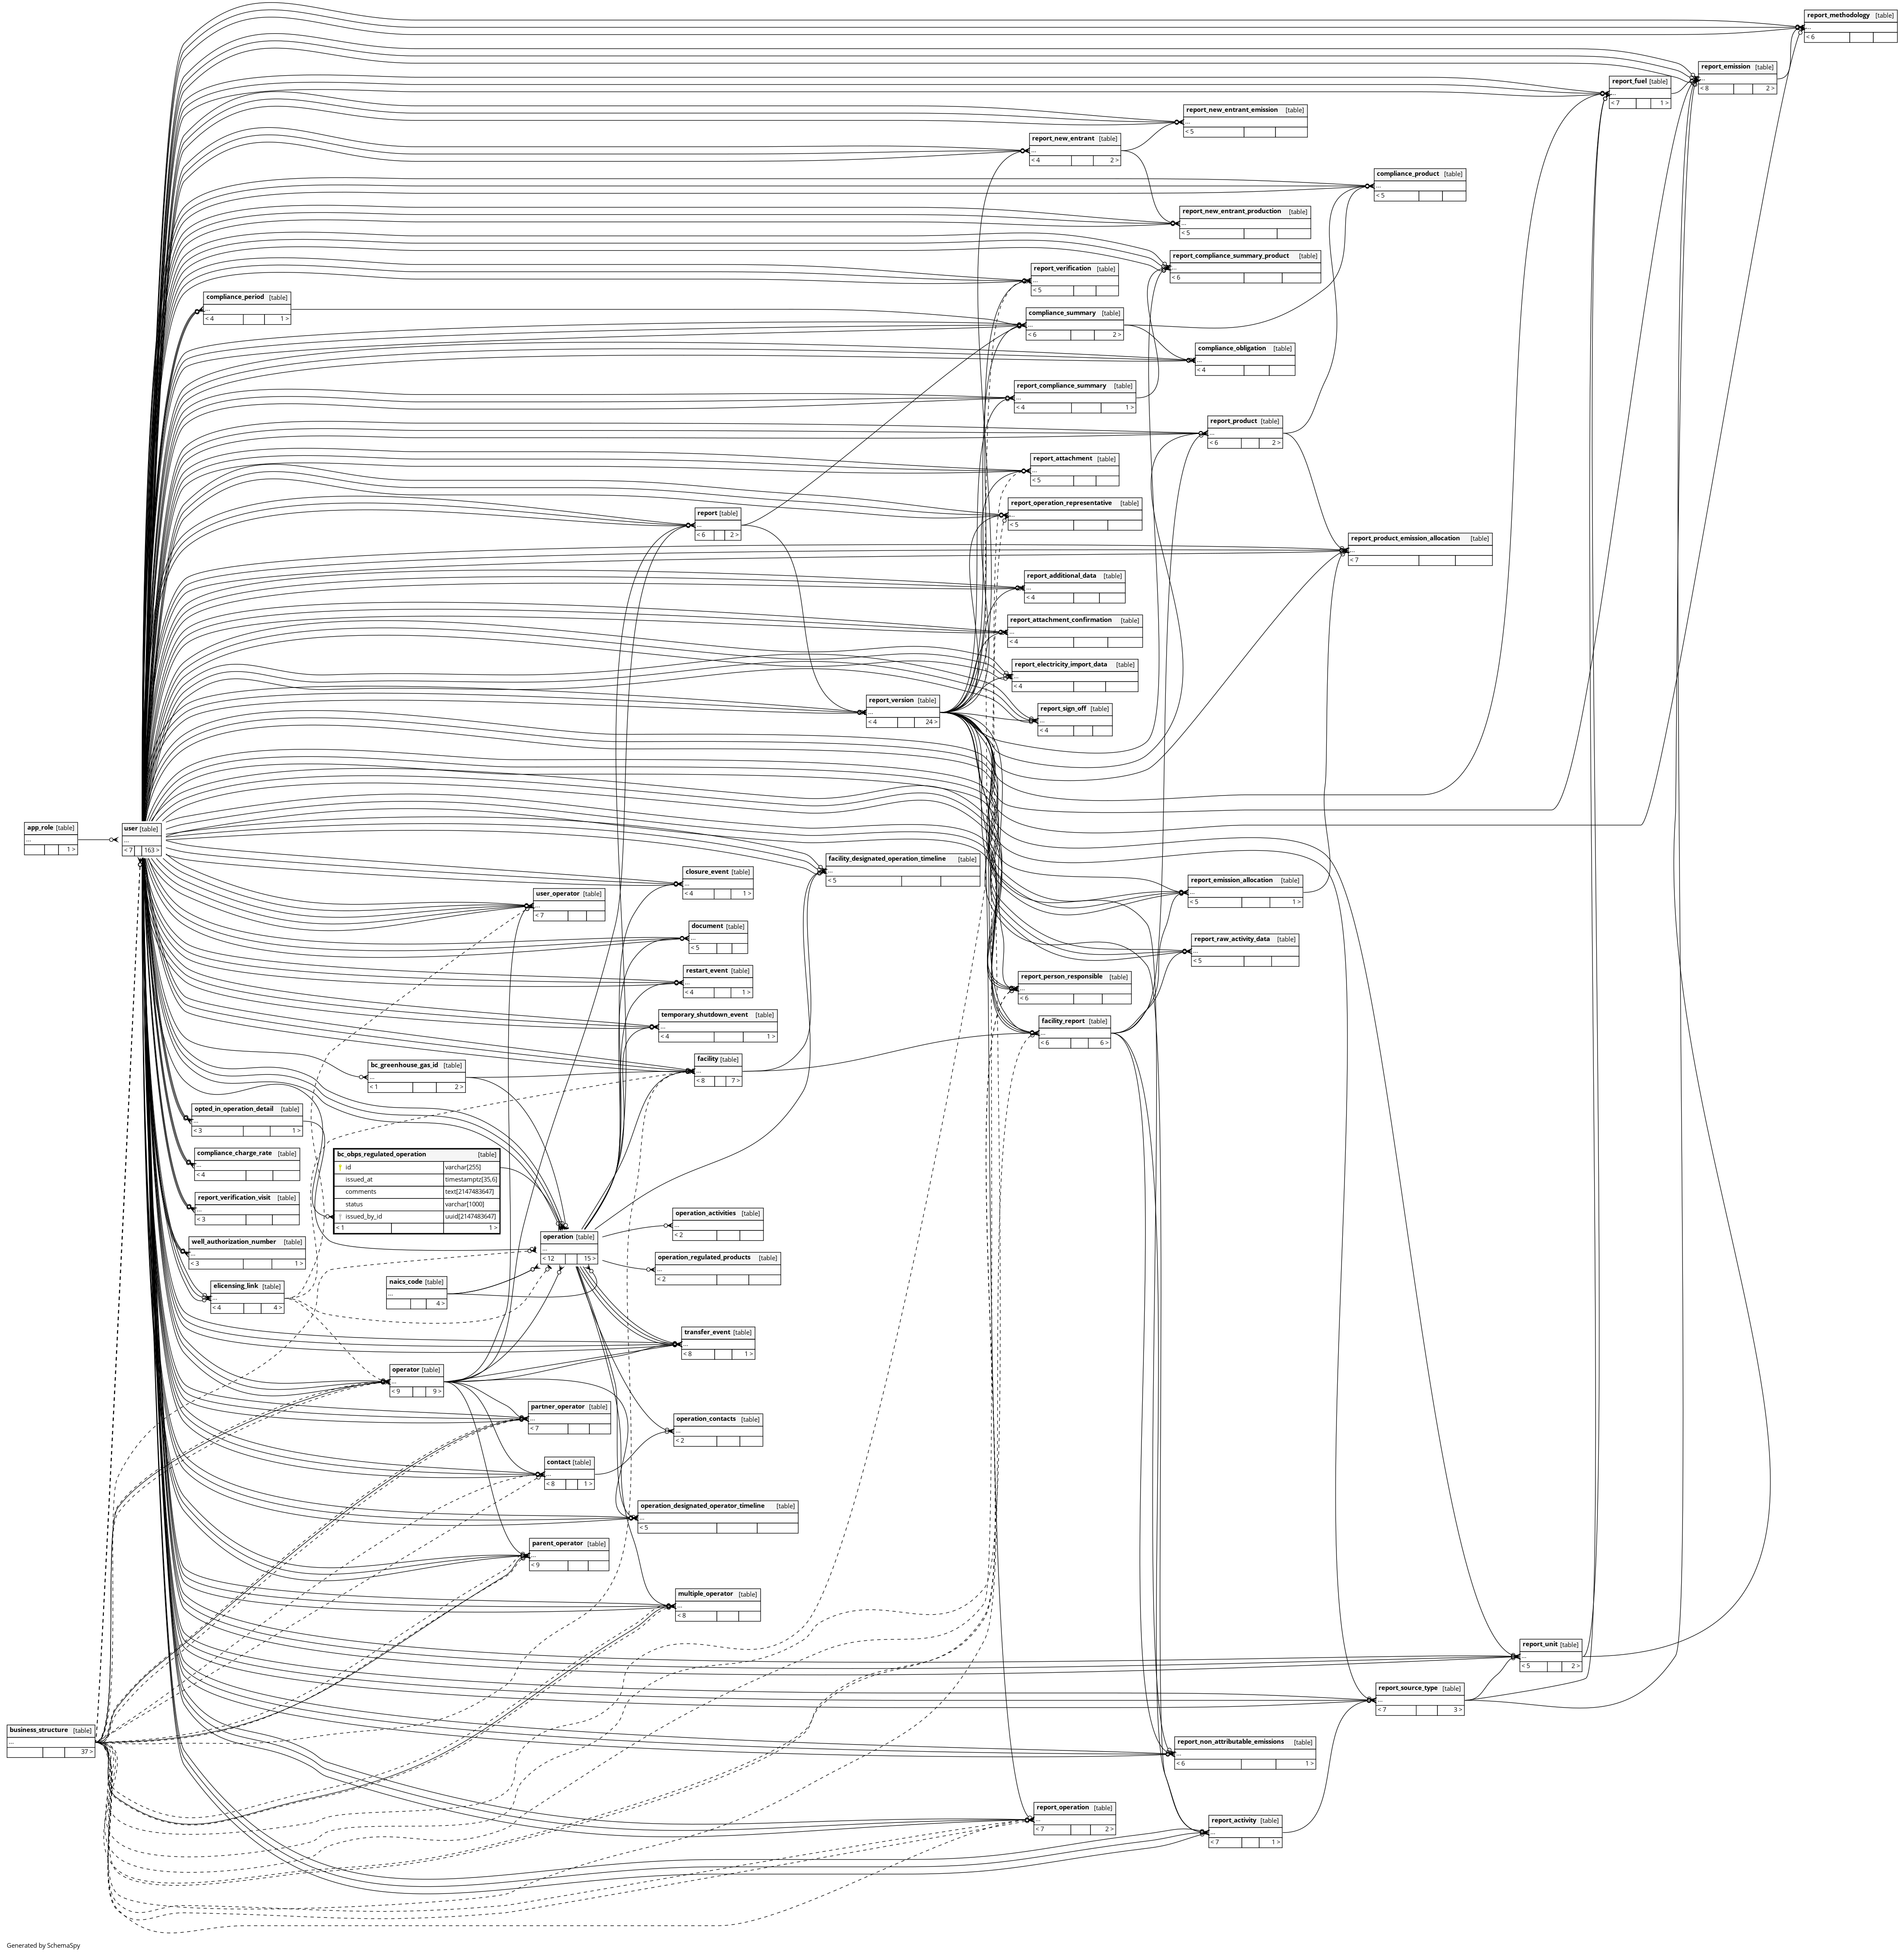 report_methodology [table]
...
< 6
report_emission [table]
...
< 8 2 >
report_fuel [table]
...
< 7 1 >
report_new_entrant_emission [table]
...
< 5
report_new_entrant [table]
...
< 4 2 >
compliance_product [table]
...
< 5
report_new_entrant_production [table]
...
< 5
report_compliance_summary_product [table]
...
< 6
report_verification [table]
...
< 5
compliance_period [table]
...
< 4 1 >
compliance_summary [table]
...
< 6 2 >
compliance_obligation [table]
...
< 4
report_compliance_summary [table]
...
< 4 1 >
report_product [table]
...
< 6 2 >
report_attachment [table]
...
< 5
report_operation_representative [table]
...
< 5
report [table]
...
< 6 2 >
report_product_emission_allocation [table]
...
< 7
report_additional_data [table]
...
< 4
report_attachment_confirmation [table]
...
< 4
report_electricity_import_data [table]
...
< 4
report_version [table]
...
< 4 24 >
report_sign_off [table]
...
< 4
app_role [table]
...
1 >
user [table]
...
< 7 163 >
facility_designated_operation_timeline [table]
...
< 5
closure_event [table]
...
< 4 1 >
report_emission_allocation [table]
...
< 5 1 >
user_operator [table]
...
< 7
document [table]
...
< 5
report_raw_activity_data [table]
...
< 5
restart_event [table]
...
< 4 1 >
report_person_responsible [table]
...
< 6
temporary_shutdown_event [table]
...
< 4 1 >
facility_report [table]
...
< 6 6 >
facility [table]
...
< 8 7 >
bc_greenhouse_gas_id [table]
...
< 1 2 >
opted_in_operation_detail [table]
...
< 3 1 >
compliance_charge_rate [table]
...
< 4
bc_obps_regulated_operation [table]
id varchar[255]
issued_at timestamptz[35,6]
comments text[2147483647]
status varchar[1000]
issued_by_id uuid[2147483647]
< 1 1 >
report_verification_visit [table]
...
< 3
operation_activities [table]
...
< 2
operation [table]
...
< 12 15 >
well_authorization_number [table]
...
< 3 1 >
operation_regulated_products [table]
...
< 2
naics_code [table]
...
4 >
elicensing_link [table]
...
< 4 4 >
transfer_event [table]
...
< 8 1 >
operator [table]
...
< 9 9 >
partner_operator [table]
...
< 7
operation_contacts [table]
...
< 2
contact [table]
...
< 8 1 >
operation_designated_operator_timeline [table]
...
< 5
parent_operator [table]
...
< 9
multiple_operator [table]
...
< 8
report_unit [table]
...
< 5 2 >
report_source_type [table]
...
< 7 3 >
business_structure [table]
...
37 >
report_non_attributable_emissions [table]
...
< 6 1 >
report_operation [table]
...
< 7 2 >
report_activity [table]
...
< 7 1 >
Generated by SchemaSpy